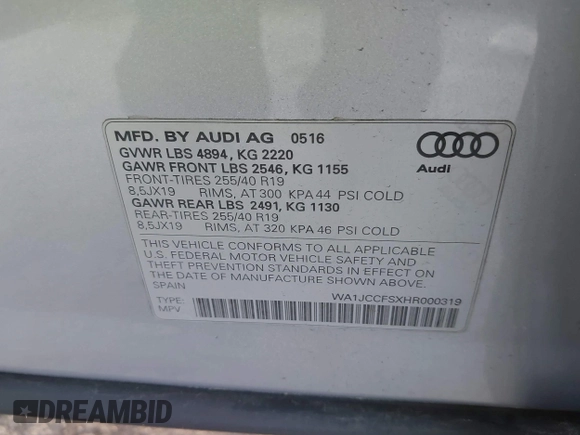 MFD. BY AUDI AG 0516
GVWR LBS 4894, KG 2220
GAWR FRONT LBS 2546, KG 1155
FRONT-TIRES 255/40 R19
8,5JX19 RIMS, AT 300 KPA 44 PSI COLD
GAWR REAR LBS 2491, KG 1130
REAR-TIRES 255/40 R19
8,5JX19 RIMS, AT 320 KPA 46 PSI COLD
THIS VEHICLE CONFORMS TO ALL APPLICABLE
U.S. FEDERAL MOTOR VEHICLE SAFETY AND
THEFT PREVENTION STANDARDS IN EFFECT ON
THE DATE OF MANUFACTURE SHOWN ABOVE.
SPAIN
WA1JCCFSXHR000319
TYPE:
MPV
Audi
DREAMBID